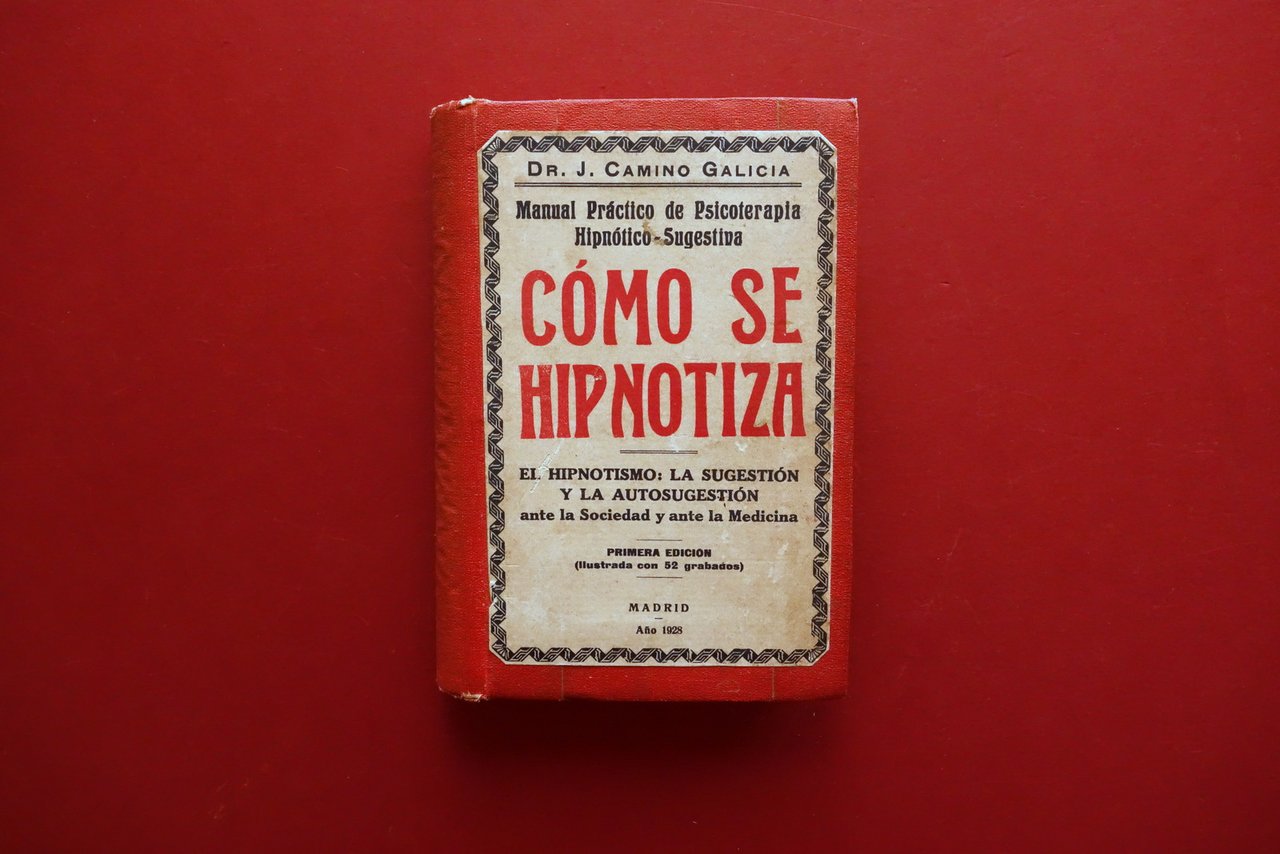 DR. J. CAMINO GALICIA
Manual Práctico de Psicoterapia
Hipnótico-Sugestiva
CÓMO SE
HIPNOTIZA
EL HIPNOTISMO: LA SUGESTIÓN
Y LA AUTOSUGESTIÓN
ante la Sociedad y ante la Medicina
PRIMERA EDICIÓN
(Ilustrada con 52 grabados)
MADRID
Año 1928